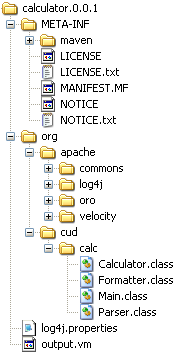 calculator.0.0.1
META-INF
maven
LICENSE
LICENSE.txt
MANIFEST.MF
NOTICE
NOTICE.txt
org
apache
commons
log4j
oro
velocity
cud
calc
Calculator.class
Formatter.class
Main.class
Parser.class
log4j.properties
output.vm